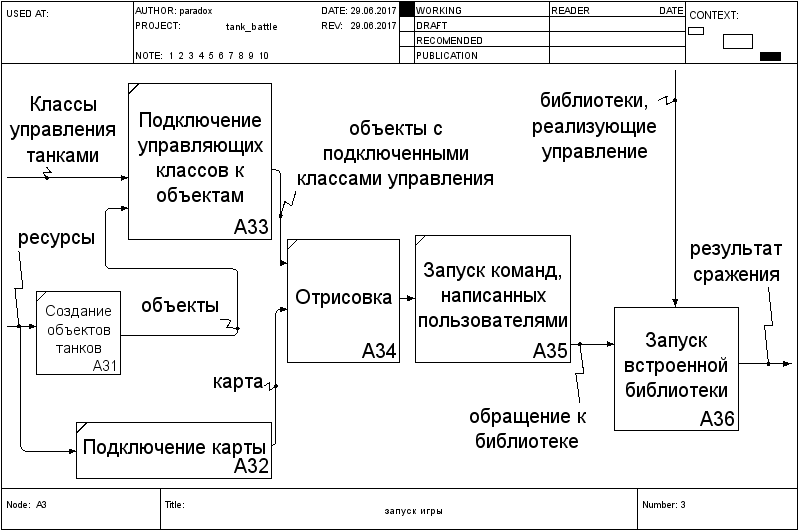 USED AT:
AUTHOR: paradox
DATE: 29.06.2017
PROJECT: tank_battle
REV: 29.06.2017
NOTE: 1 2 3 4 5 6 7 8 9 10
WORKING
DRAFT
RECOMENDED
PUBLICATION
READER DATE
CONTEXT:
Классы
управления
танками
Подключение
управляющих
классов к
объектам
A33
объекты с
подключенными
классами управления
библиотеки,
реализующие
управление
ресурсы
Создание
объектов
танков
A31
объекты
Отрисовка
A34
Запуск команд,
написанных
пользователями
A35
результат
сражения
Запуск
встроенной
библиотеки
A36
карта
обращение к
библиотеке
Подключение карты
A32
Node: A3
Title:
запуск игры
Number: 3